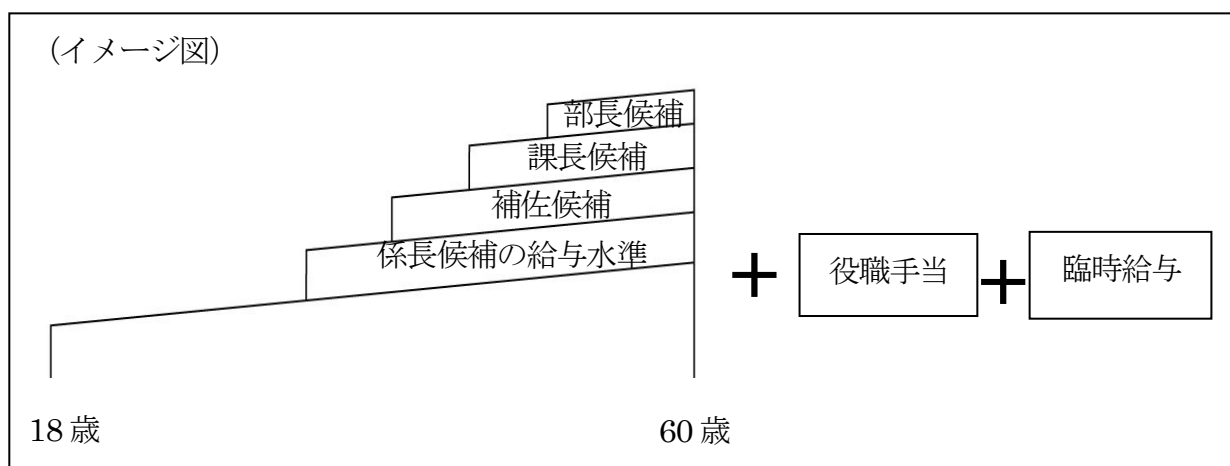 (イメージ図)
部長候補
課長候補
補佐候補
係長候補の給与水準
+
役職手当
+
臨時給与
18歳
60歳